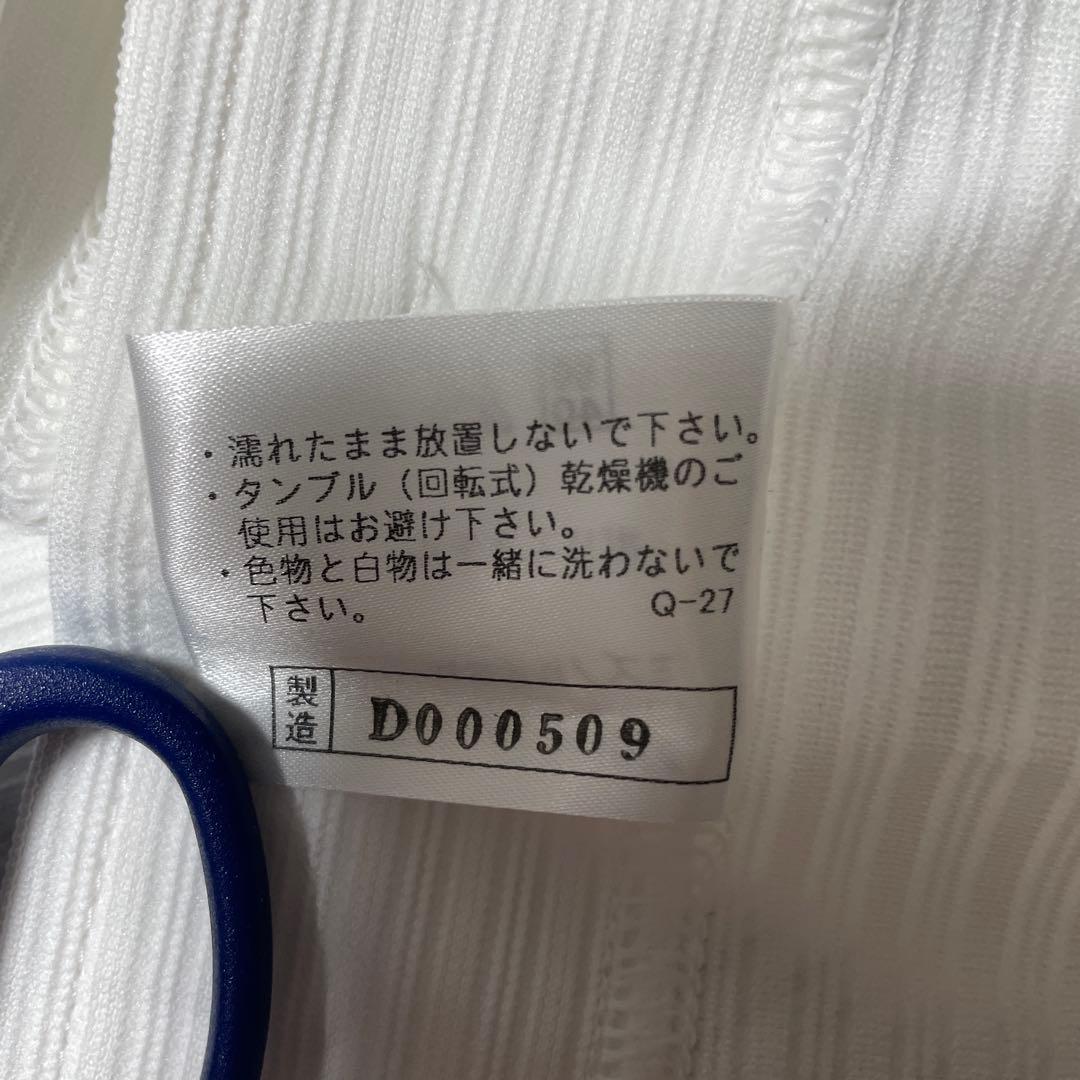 ・濡れたまま放置しないで下さい。
・タンブル（回転式）乾燥機のご
使用はお避け下さい。
・色物と白物は一緒に洗わないで
下さい。 Q-27
製造 D000509